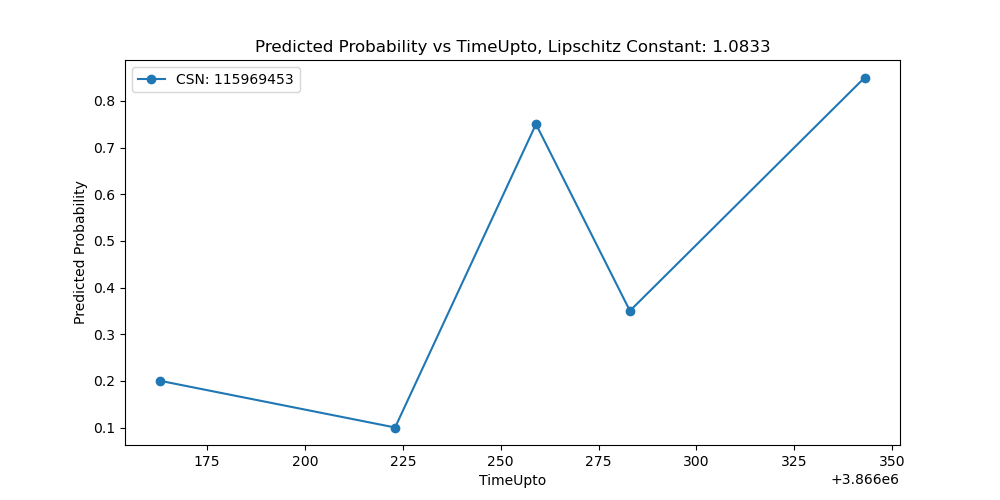 Predicted Probability vs TimeUpto, Lipschitz Constant: 1.0833
CSN: 115969453
Predicted Probability
0.8
0.7
0.6
0.5
0.4
0.3
0.2
0.1
175 200 225 250 275 300 325 350
TimeUpto
+3.866e6